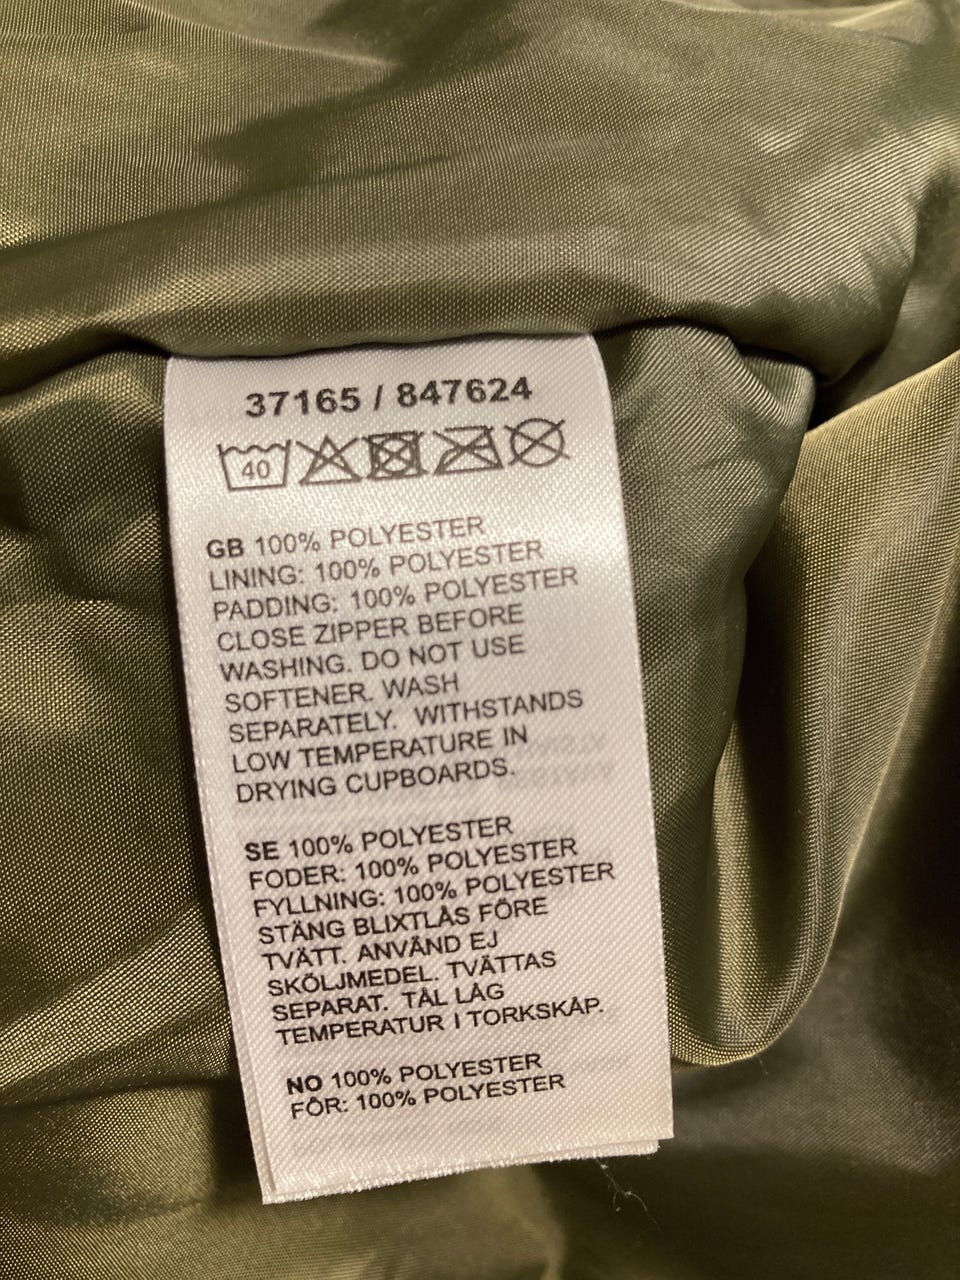 37165 / 847624
40
GB 100% POLYESTER
LINING: 100% POLYESTER
PADDING: 100% POLYESTER
CLOSE ZIPPER BEFORE
WASHING. DO NOT USE
SOFTENER. WASH
SEPARATELY. WITHSTANDS
LOW TEMPERATURE IN
DRYING CUPBOARDS.
SE 100% POLYESTER
FODER: 100% POLYESTER
FYLLNING: 100% POLYESTER
STÄNG BLIXTLÅS FÖRE
TVÄTT. ANVÄND EJ
SKÖLJMEDEL. TVÄTTAS
SEPARAT. TÅL LÅG
TEMPERATUR I TORKSKÅP.
NO 100% POLYESTER
FÔR: 100% POLYESTER